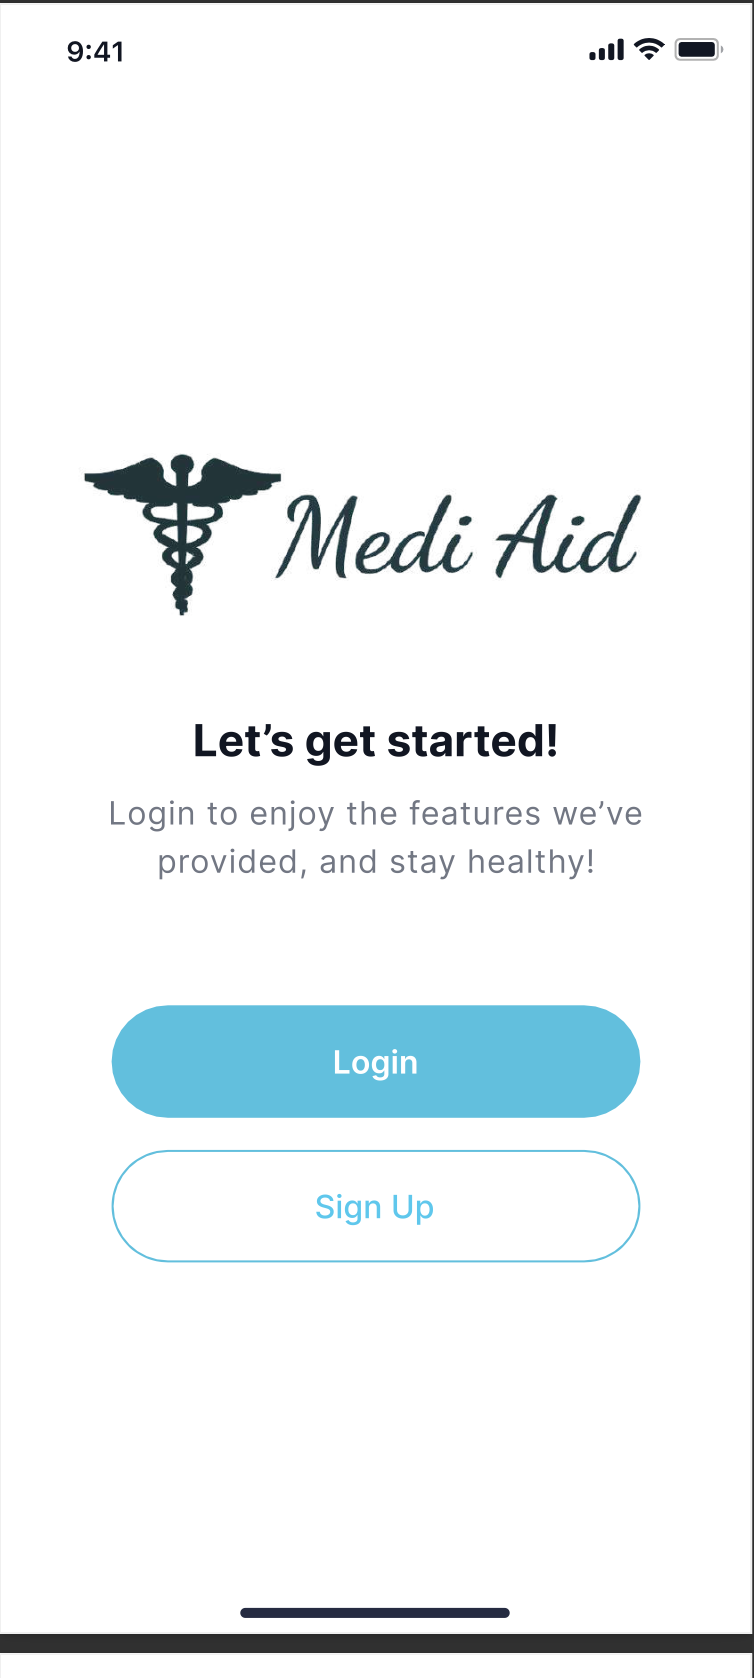 9:41
Medi Aid
Let’s get started!
Login to enjoy the features we’ve
provided, and stay healthy!
Login
Sign Up